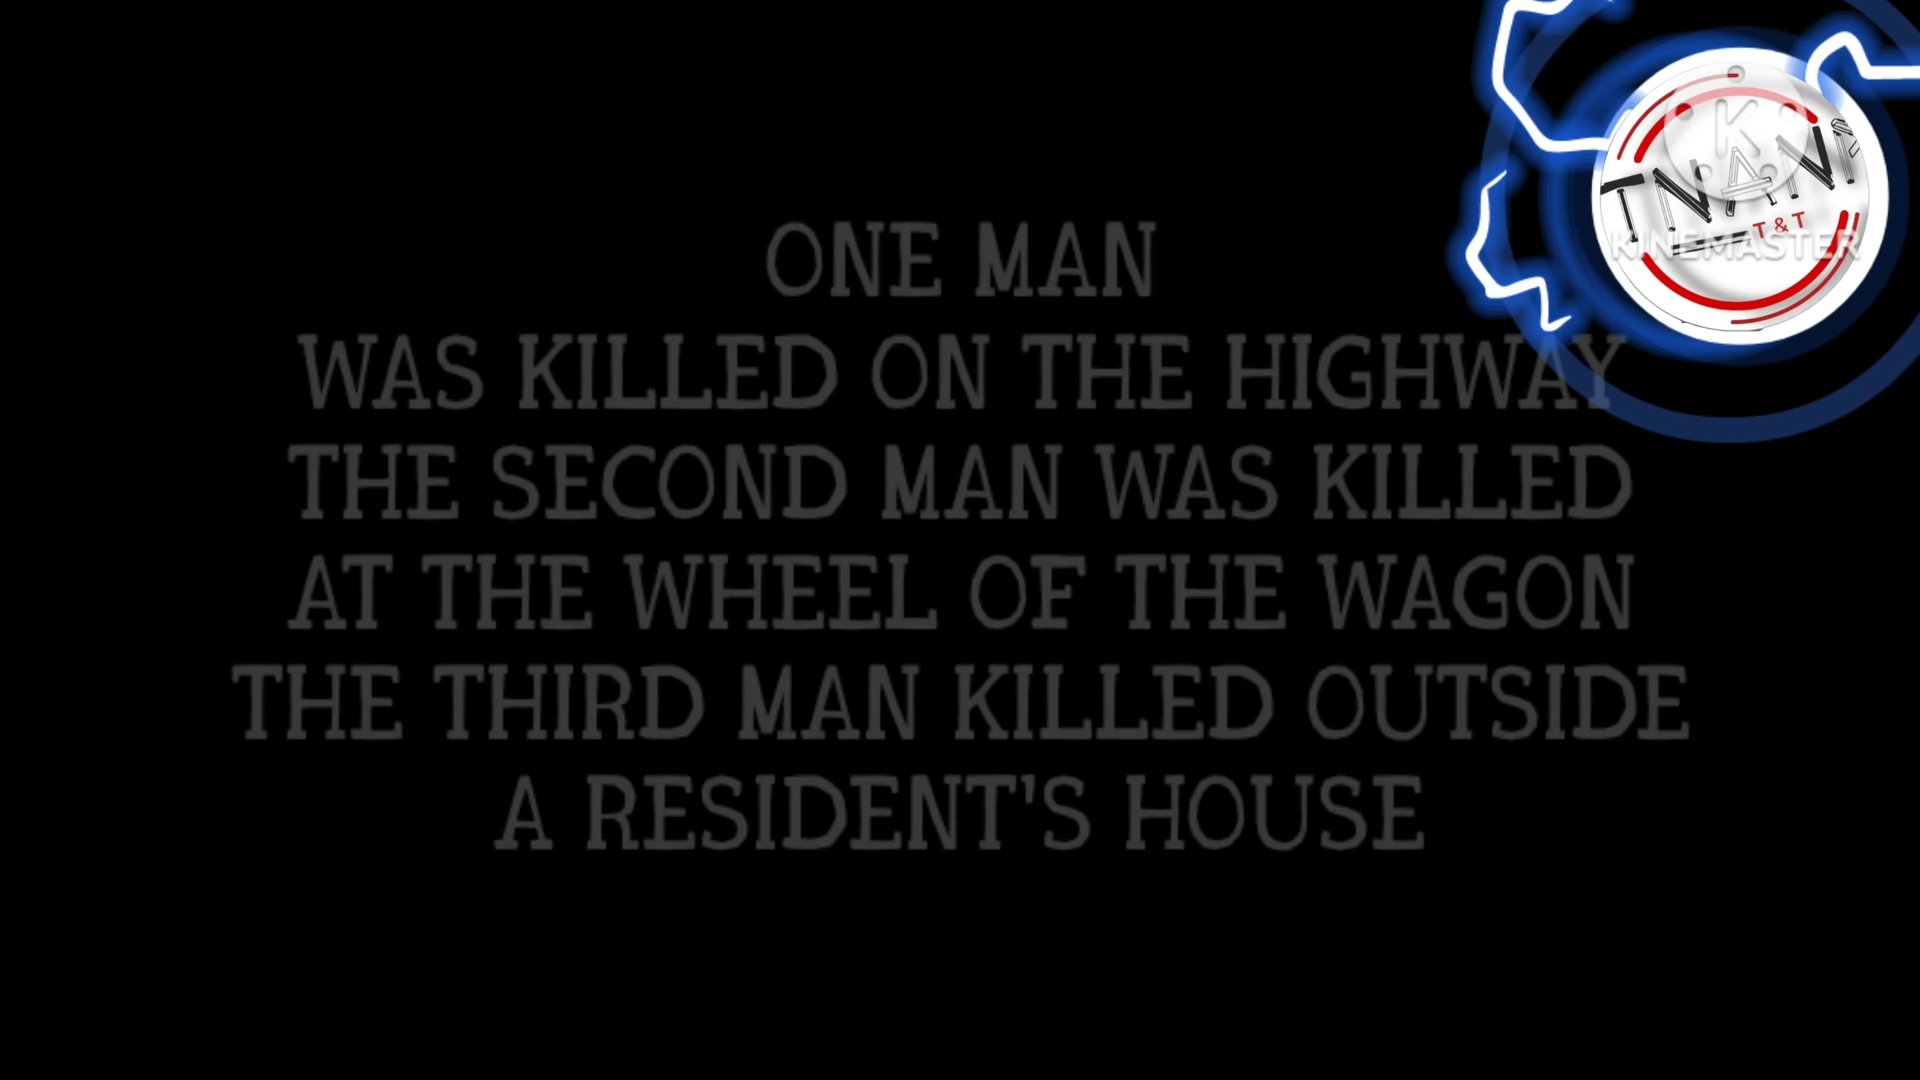 ONE MAN
WAS KILLED ON THE HIGHWAY
THE SECOND MAN WAS KILLED
AT THE WHEEL OF THE WAGON
THE THIRD MAN KILLED OUTSIDE
A RESIDENT'S HOUSE
K
T&T
KINEMASTER